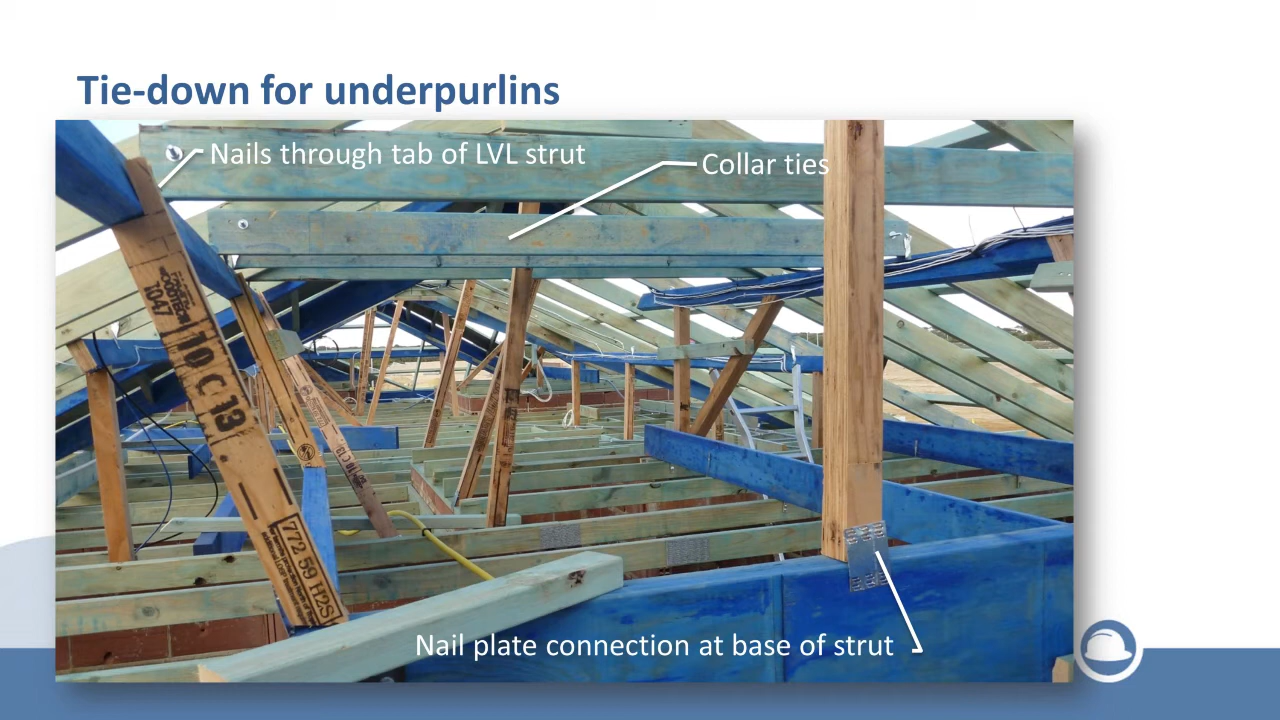 Tie-down for underpurlins
Nails through tab of LVL strut
Collar ties
1047
10 C 13
772 59 H2S
Nail plate connection at base of strut